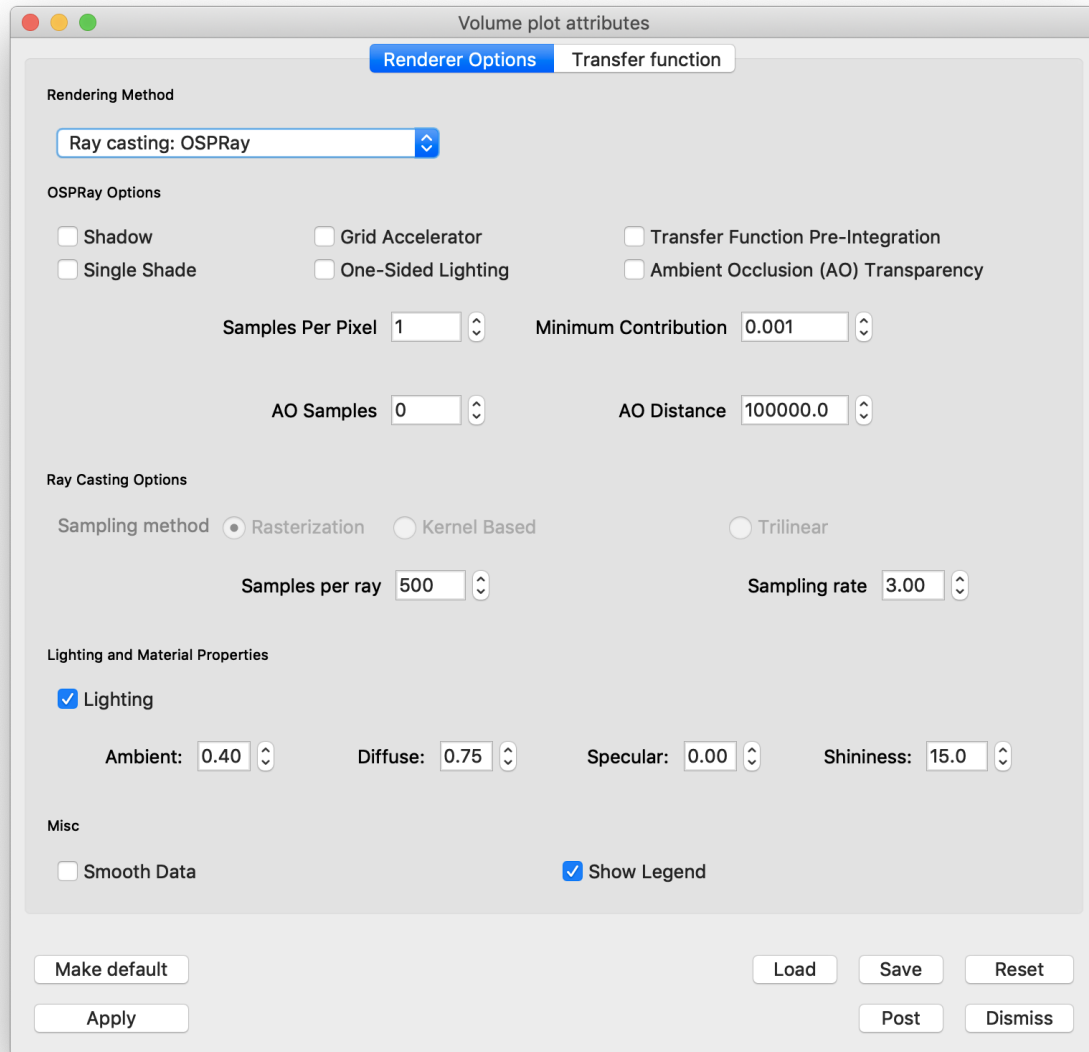 Volume plot attributes
Renderer Options Transfer function
Rendering Method
Ray casting: OSPRay
OSPRay Options
Shadow Grid Accelerator Transfer Function Pre-Integration
Single Shade One-Sided Lighting Ambient Occlusion (AO) Transparency
Samples Per Pixel 1 Minimum Contribution 0.001
AO Samples 0 AO Distance 100000.0
Ray Casting Options
Sampling method Rasterization Kernel Based Trilinear
Samples per ray 500 Sampling rate 3.00
Lighting and Material Properties
Lighting
Ambient: 0.40 Diffuse: 0.75 Specular: 0.00 Shininess: 15.0
Misc
Smooth Data Show Legend
Make default Load Save Reset
Apply Post Dismiss